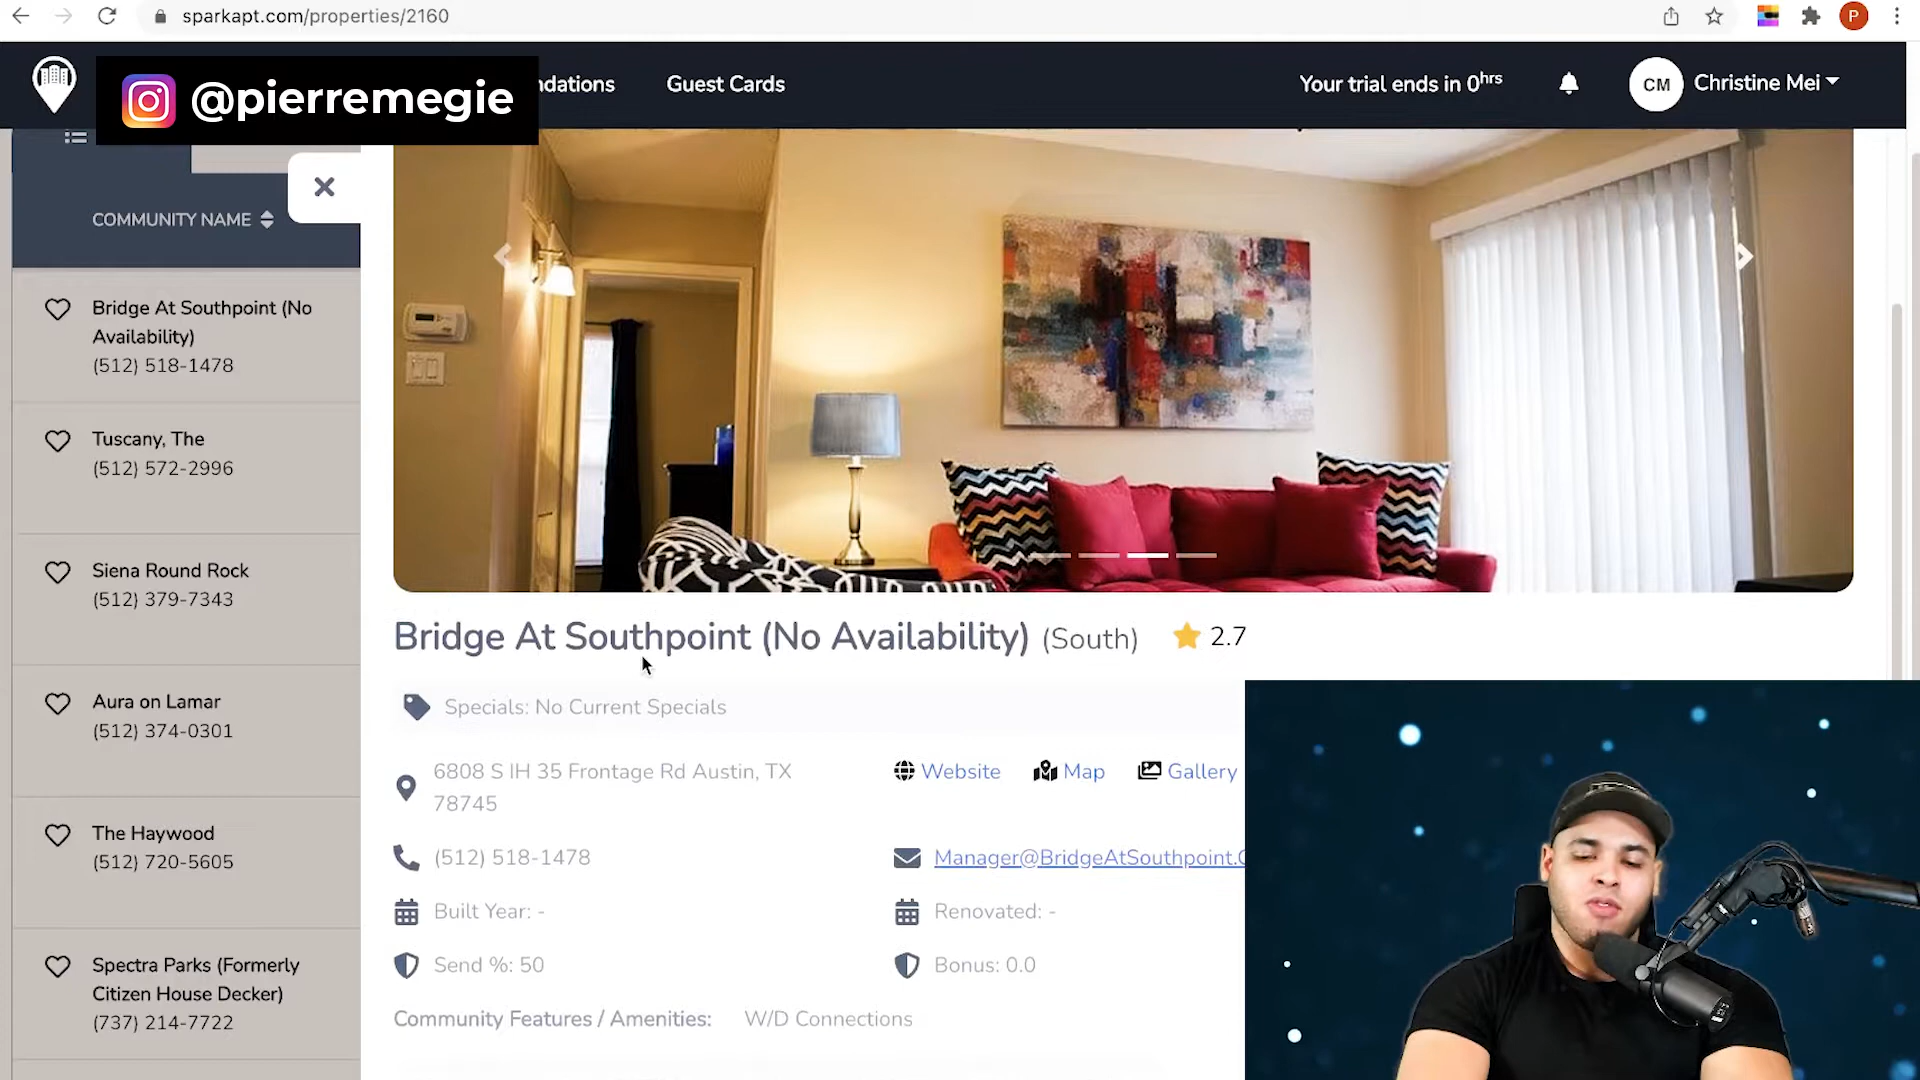 sparkapt.com/properties/2160
P
@pierremegie
ndations
Guest Cards
Your trial ends in 0hrs
CM
Christine Mei
COMMUNITY NAME
Bridge At Southpoint (No
Availability)
(512) 518-1478
Tuscany, The
(512) 572-2996
Siena Round Rock
(512) 379-7343
Aura on Lamar
(512) 374-0301
The Haywood
(512) 720-5605
Spectra Parks (Formerly
Citizen House Decker)
(737) 214-7722
Bridge At Southpoint (No Availability) (South) 2.7
Specials: No Current Specials
6808 S IH 35 Frontage Rd Austin, TX
78745
Website
Map
Gallery
(512) 518-1478
Manager@BridgeAtSouthpoint.C
Built Year: -
Renovated: -
Send %: 50
Bonus: 0.0
Community Features / Amenities: W/D Connections